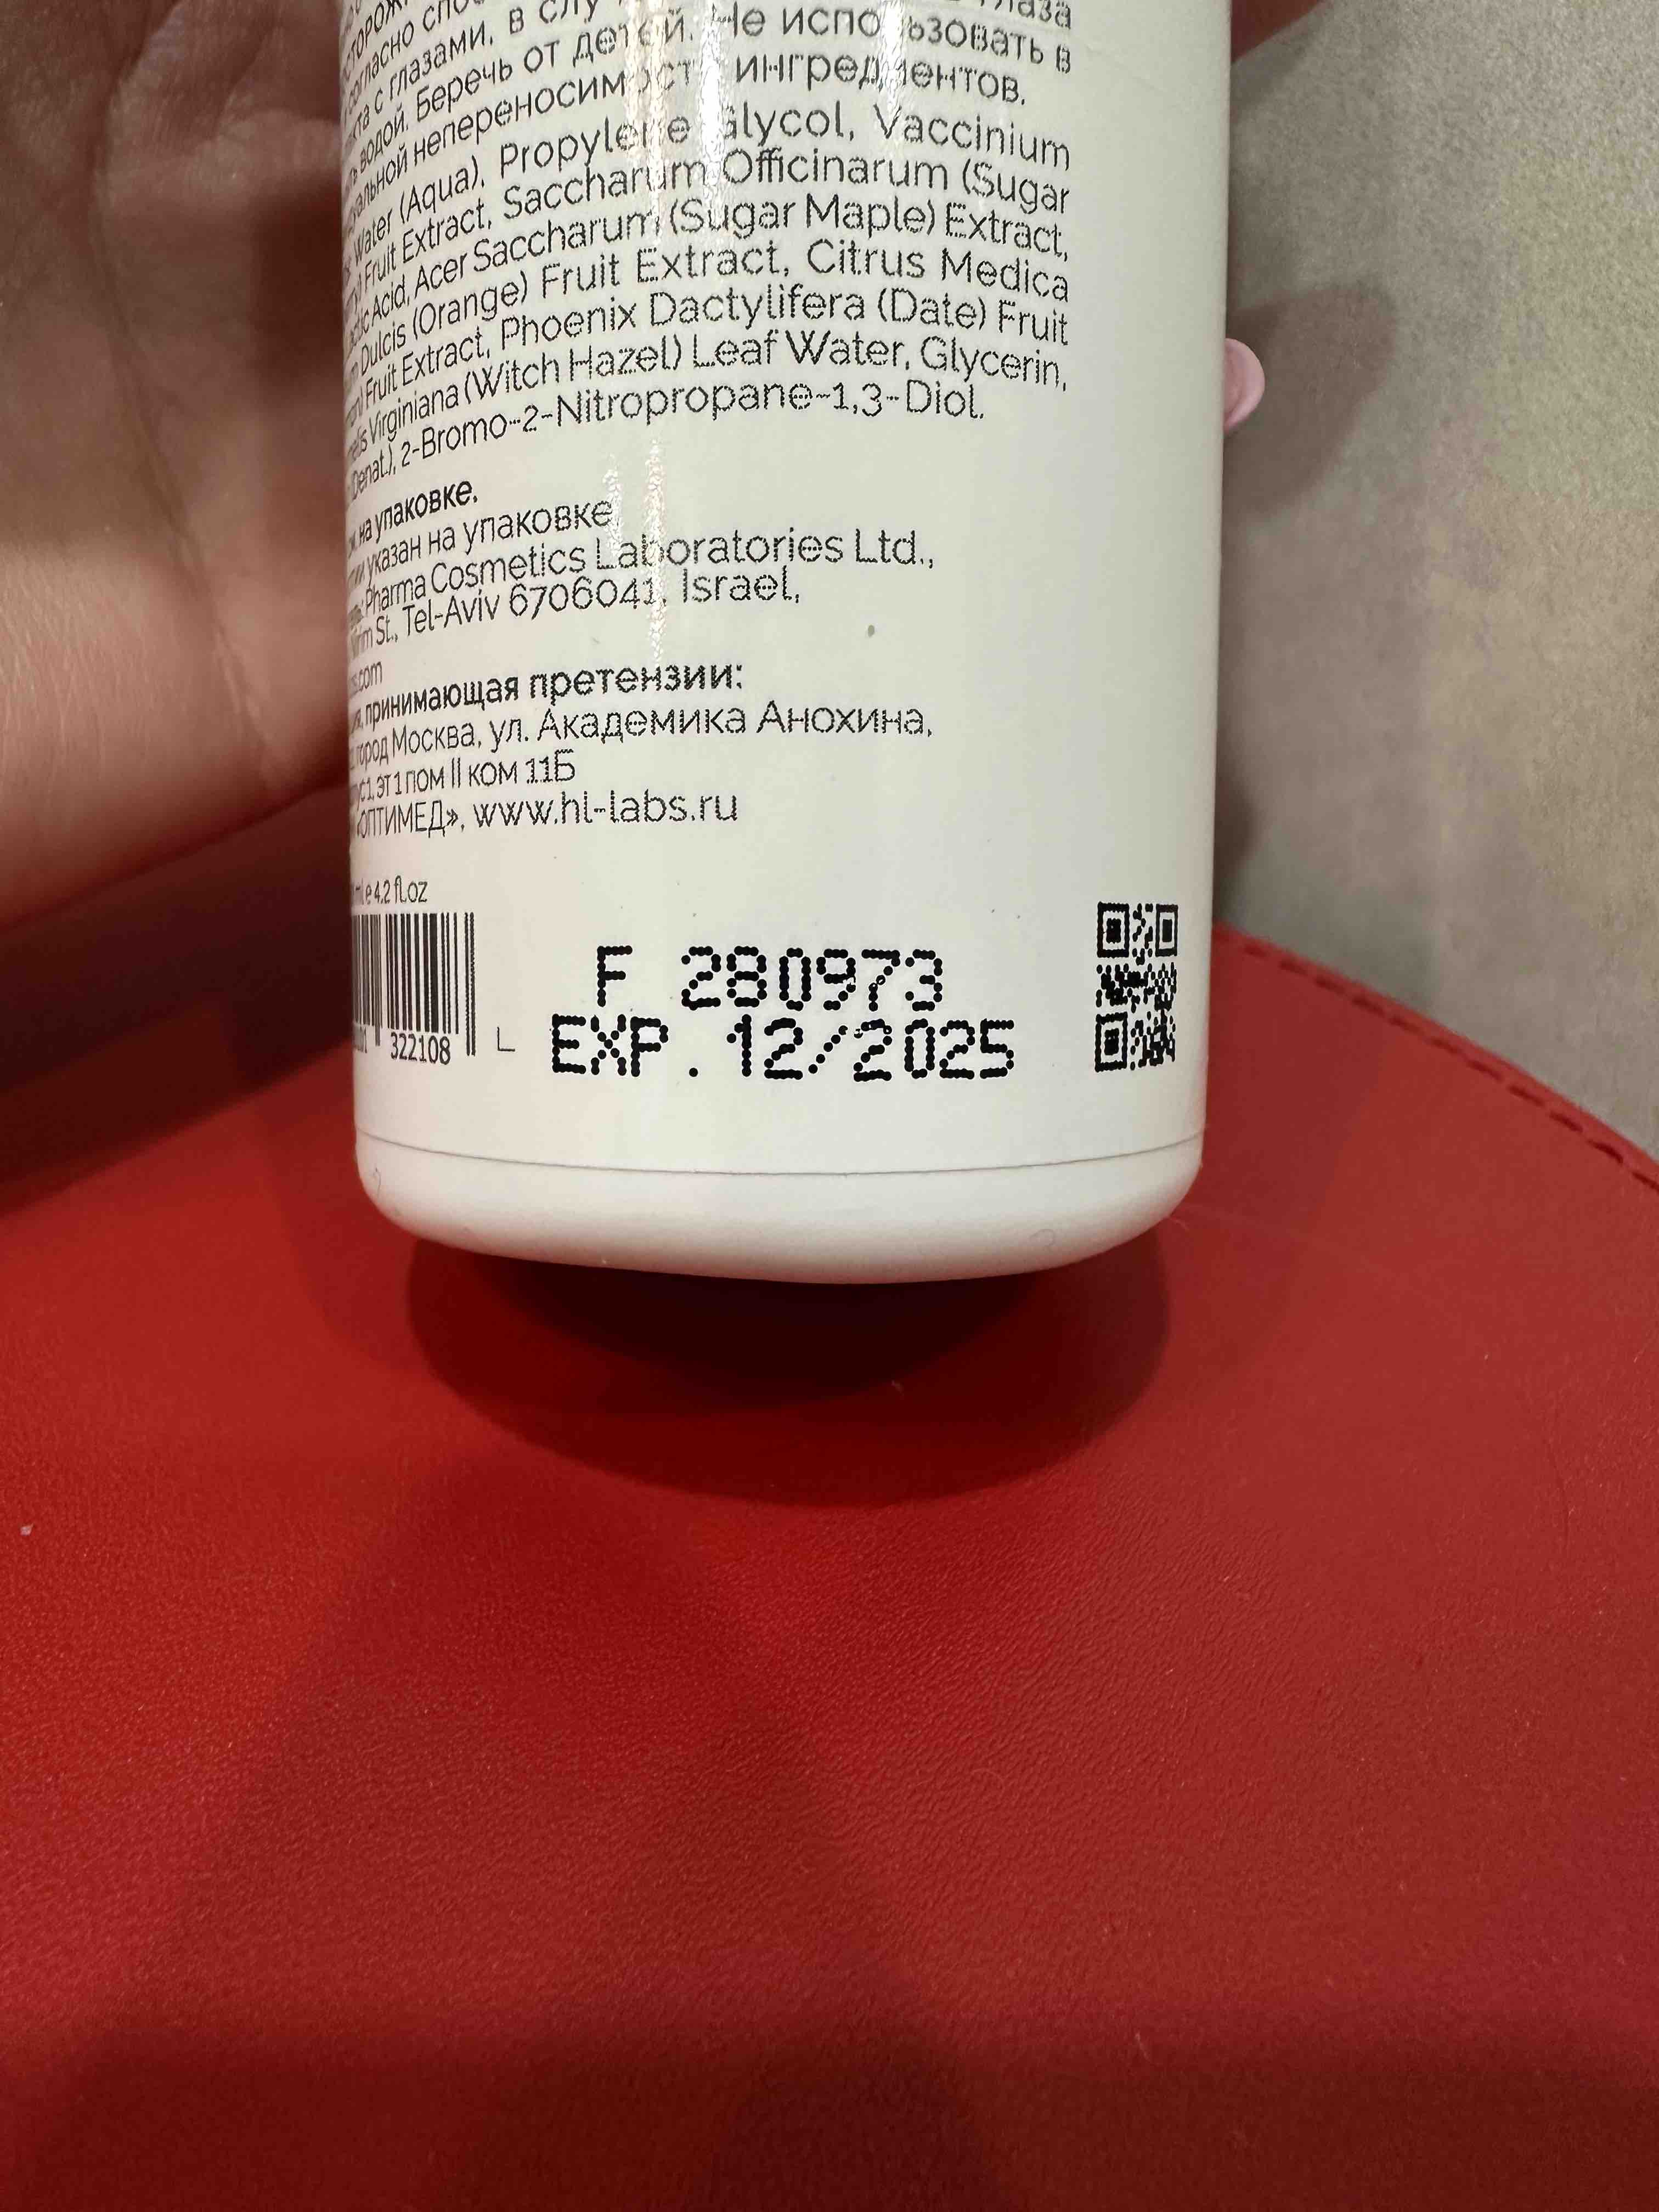 глаза
с глазами, в
водой. Беречь от детей. Не использовать в
непереносимости ингредиентов.
Water (Aqua), Propylene Glycol, Vaccinium
Fruit Extract, Saccharum Officinarum (Sugar
Acid, Acer Saccharum (Sugar Maple) Extract,
Dulcis (Orange) Fruit Extract, Citrus Medica
Fruit Extract, Phoenix Dactylifera (Date) Fruit
Virginiana (Witch Hazel) Leaf Water, Glycerin,
(Denat.), 2-Bromo-2-Nitropropane-1,3-Diol.
на упаковке.
указан на упаковке
Pharma Cosmetics Laboratories Ltd.,
St., Tel-Aviv 6706041, Israel,
принимающая претензии:
город Москва, ул. Академика Анохина,
эт 1 пом II ком 11Б
«ОПТИМЕД», www.hl-labs.ru
ml e 4.2 fl.oz
322108
F 280973
EXP. 12/2025